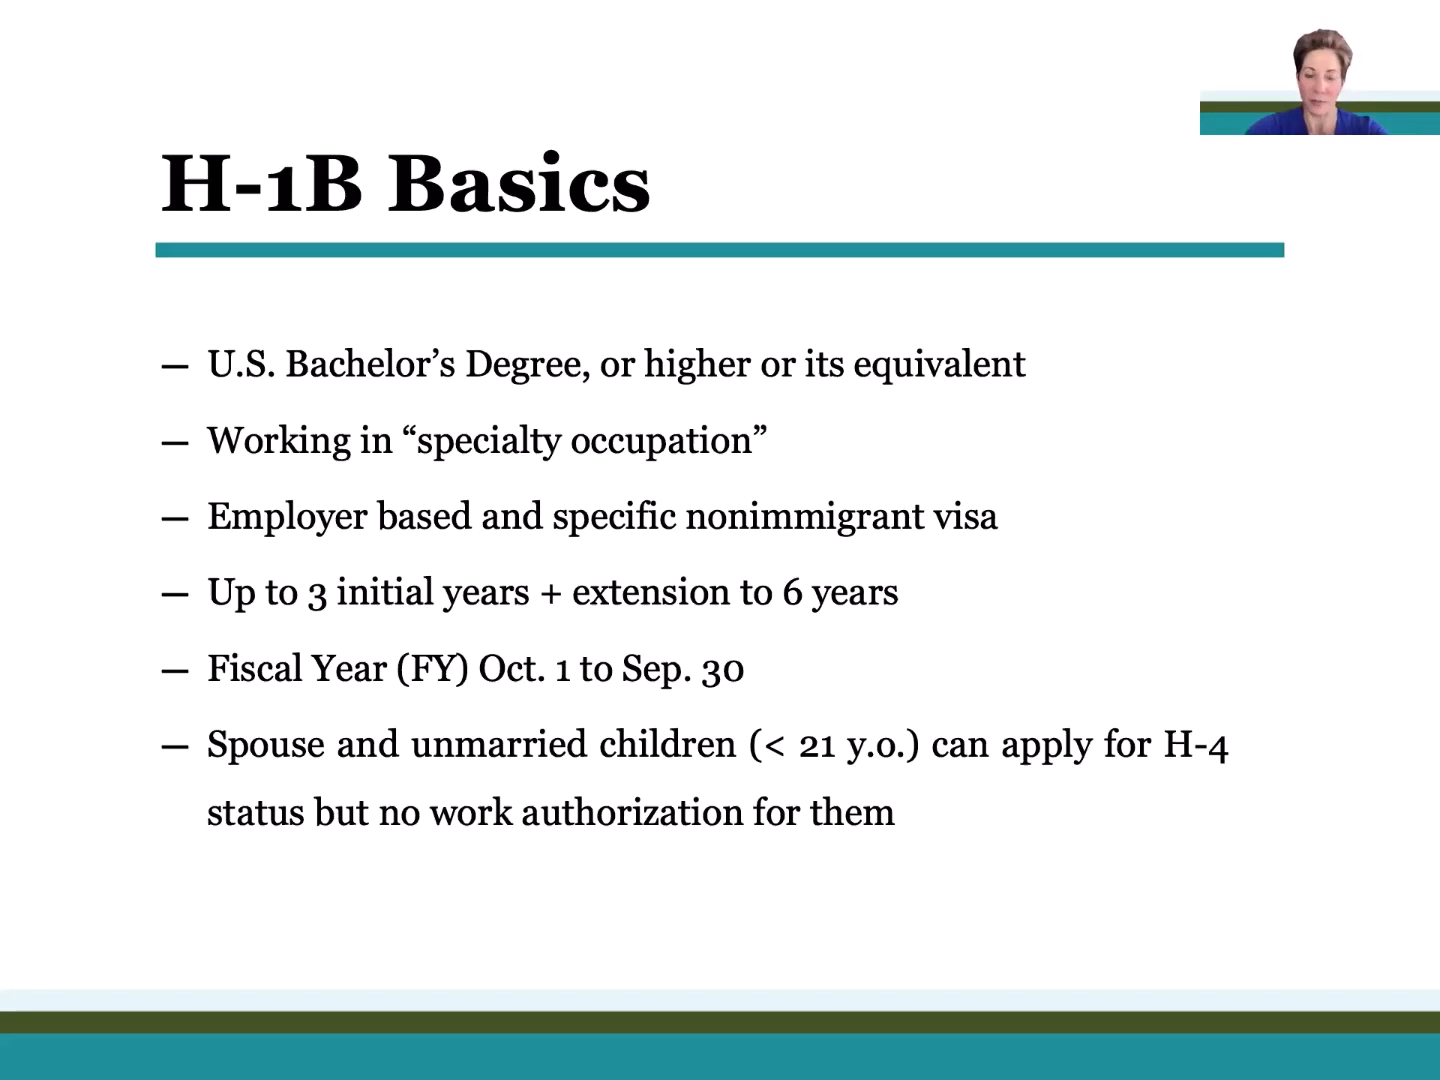 H-1B Basics
— U.S. Bachelor’s Degree, or higher or its equivalent
— Working in “specialty occupation”
— Employer based and specific nonimmigrant visa
— Up to 3 initial years + extension to 6 years
— Fiscal Year (FY) Oct. 1 to Sep. 30
— Spouse and unmarried children (< 21 y.o.) can apply for H-4
status but no work authorization for them